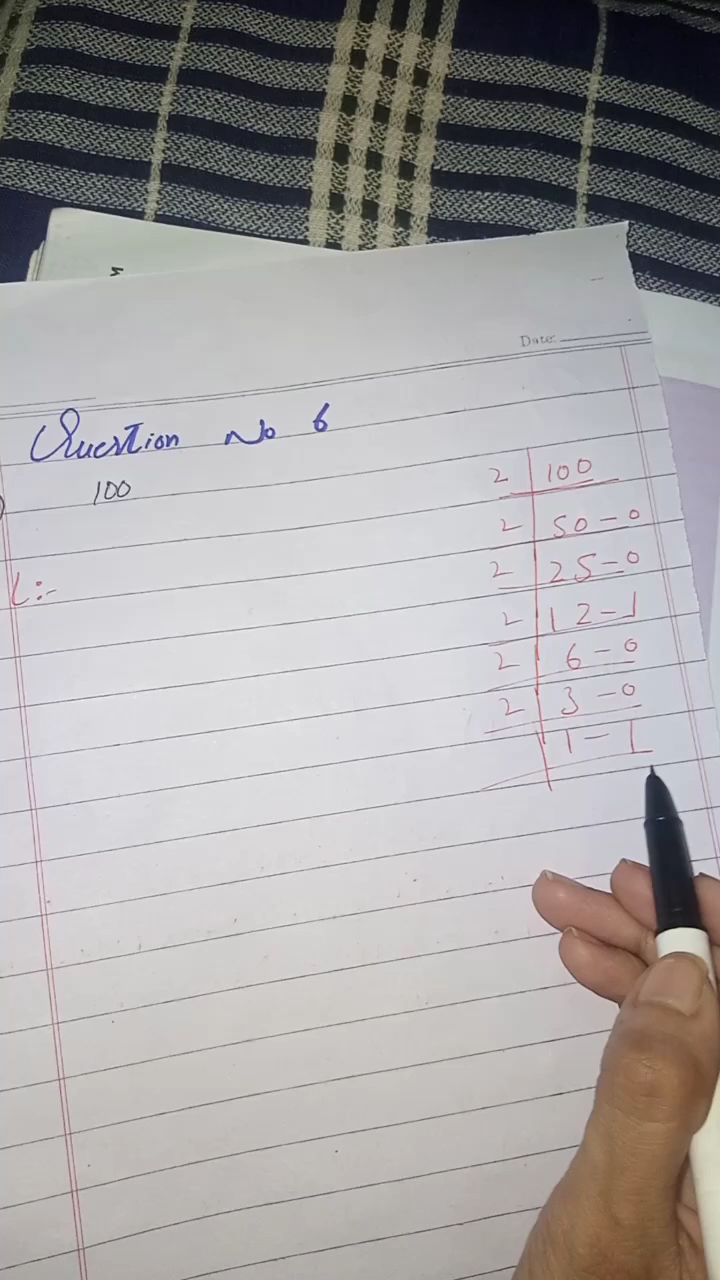 Date:
Question No 6
100
2 100
2 50 - 0
2 25 - 0
2 12 - 1
2 6 - 0
2 3 - 0
1 - 1